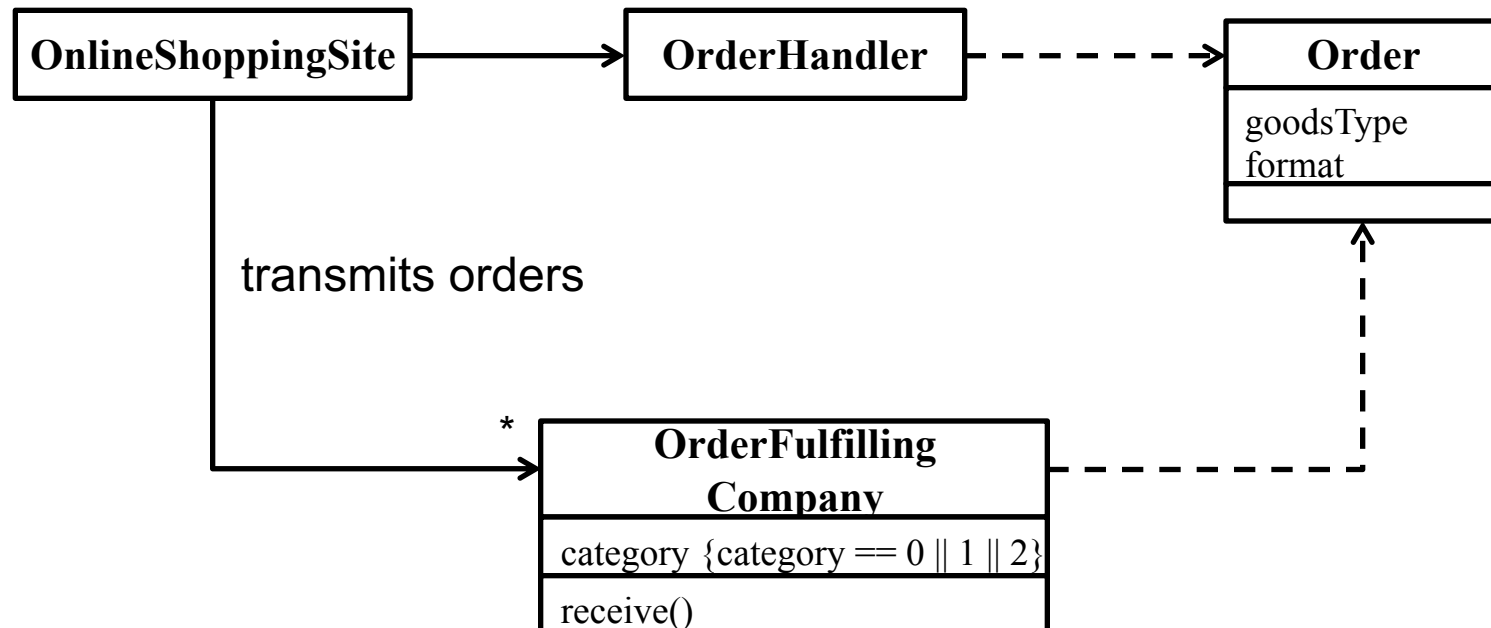 OnlineShoppingSite
OrderHandler
Order
goodsType
format
transmits orders
*
OrderFulfilling
Company
category {category == 0 || 1 || 2}
receive()